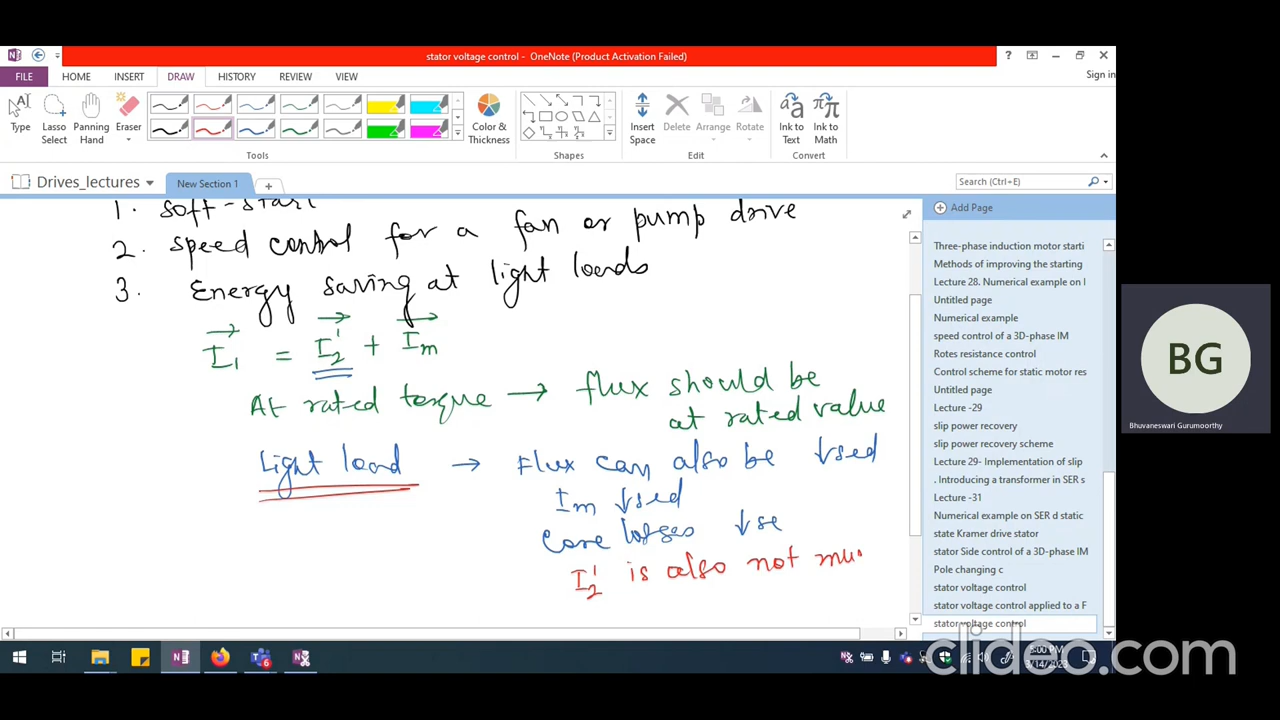 stator voltage control - OneNote (Product Activation Failed)
FILE HOME INSERT DRAW HISTORY REVIEW VIEW
Sign in
Type
Lasso Select
Panning Hand
Eraser
Color & Thickness
Insert Space
Delete
Arrange
Rotate
Ink to Text
Ink to Math
Tools
Shapes
Edit
Convert
Drives_lectures
New Section 1
Search (Ctrl+E)
1. Soft-start
2. speed control for a fan or pump drive
3. Energy saving at light loads
I₁ = I₂' + Iₘ
At rated torque → flux should be
at rated value
Light load → Flux can also be ↓sed
Iₘ ↓sed
Core losses ↓se
I₂' is also not mu
Add Page
Three-phase induction motor starti
Methods of improving the starting
Lecture 28. Numerical example on I
Untitled page
Numerical example
speed control of a 3D-phase IM
Rotes resistance control
Control scheme for static motor res
Untitled page
Lecture -29
slip power recovery
slip power recovery scheme
Lecture 29- Implementation of slip
. Introducing a transformer in SER s
Lecture -31
Numerical example on SER d static
state Kramer drive stator
stator Side control of a 3D-phase IM
Pole changing c
stator voltage control
stator voltage control applied to a F
stator voltage control
BG
Bhuvaneswari Gurumoorthy
5:00 PM
3/14/2023
clideo.com